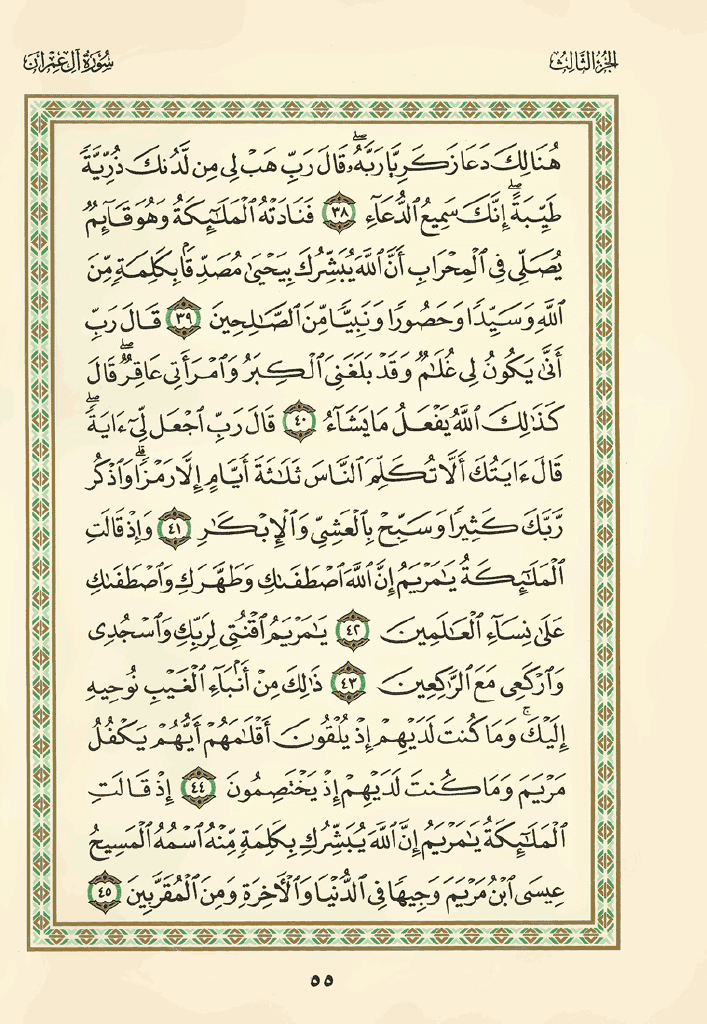 الجزء الثالث
سورة آل عمران
هُنَالِكَ دَعَا زَكَرِيَّا رَبَّهُۥۖ قَالَ رَبِّ هَبْ لِى مِن لَّدُنكَ ذُرِّيَّةً
طَيِّبَةًۖ إِنَّكَ سَمِيعُ ٱلدُّعَآءِ ٣٨ فَنَادَتْهُ ٱلْمَلَٰٓئِكَةُ وَهُوَ قَآئِمٌ
يُصَلِّى فِى ٱلْمِحْرَابِ أَنَّ ٱللَّهَ يُبَشِّرُكَ بِيَحْيَىٰ مُصَدِّقًۢا بِكَلِمَةٍ مِّنَ
ٱللَّهِ وَسَيِّدًا وَحَصُورًا وَنَبِيًّا مِّنَ ٱلصَّٰلِحِينَ ٣٩ قَالَ رَبِّ
أَنَّىٰ يَكُونُ لِى غُلَٰمٌ وَقَدْ بَلَغَنِىَ ٱلْكِبَرُ وَٱمْرَأَتِى عَاقِرٌۖ قَالَ
كَذَٰلِكَ ٱللَّهُ يَفْعَلُ مَا يَشَآءُ ٤٠ قَالَ رَبِّ ٱجْعَل لِّىٓ ءَايَةًۖ
قَالَ ءَايَتُكَ أَلَّا تُكَلِّمَ ٱلنَّاسَ ثَلَٰثَةَ أَيَّامٍ إِلَّا رَمْزًاۗ وَٱذْكُر
رَّبَّكَ كَثِيرًا وَسَبِّحْ بِٱلْعَشِىِّ وَٱلْإِبْكَٰرِ ٤١ وَإِذْ قَالَتِ
ٱلْمَلَٰٓئِكَةُ يَٰمَرْيَمُ إِنَّ ٱللَّهَ ٱصْطَفَىٰكِ وَطَهَّرَكِ وَٱصْطَفَىٰكِ
عَلَىٰ نِسَآءِ ٱلْعَٰلَمِينَ ٤٢ يَٰمَرْيَمُ ٱقْنُتِى لِرَبِّكِ وَٱسْجُدِى
وَٱرْكَعِى مَعَ ٱلرَّٰكِعِينَ ٤٣ ذَٰلِكَ مِنْ أَنۢبَآءِ ٱلْغَيْبِ نُوحِيهِ
إِلَيْكَۚ وَمَا كُنتَ لَدَيْهِمْ إِذْ يُلْقُونَ أَقْلَٰمَهُمْ أَيُّهُمْ يَكْفُلُ
مَرْيَمَ وَمَا كُنتَ لَدَيْهِمْ إِذْ يَخْتَصِمُونَ ٤٤ إِذْ قَالَتِ
ٱلْمَلَٰٓئِكَةُ يَٰمَرْيَمُ إِنَّ ٱللَّهَ يُبَشِّرُكِ بِكَلِمَةٍ مِّنْهُ ٱسْمُهُ ٱلْمَسِيحُ
عِيسَى ٱبْنُ مَرْيَمَ وَجِيهًا فِى ٱلدُّنْيَا وَٱلْءَاخِرَةِ وَمِنَ ٱلْمُقَرَّبِينَ ٤٥
٥٥